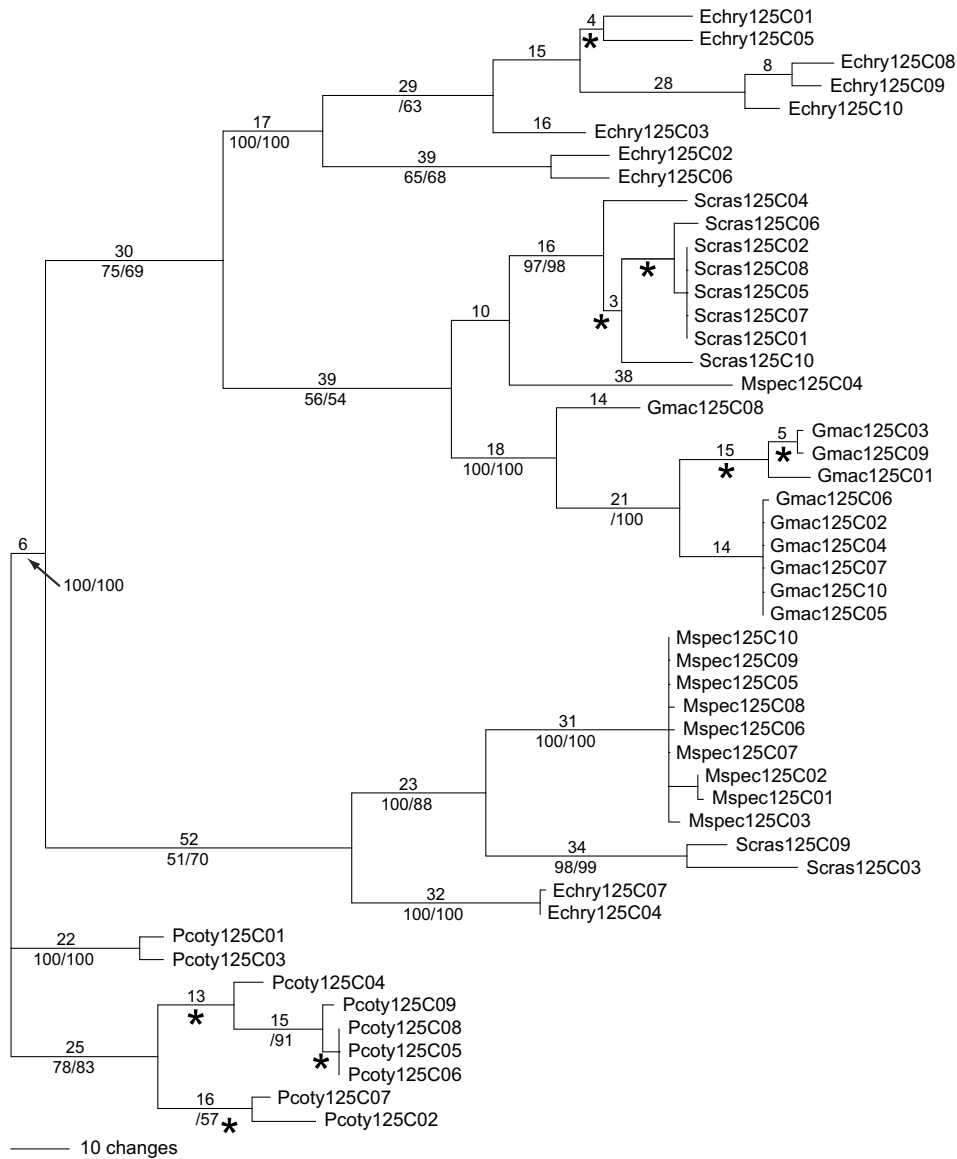 4
Echry125C01
Echry125C05
*
15
8
Echry125C08
Echry125C09
28
Echry125C10
29
/63
17
100/100
16
Echry125C03
39
65/68
Echry125C02
Echry125C06
Scras125C04
Scras125C06
16
97/98
Scras125C02
30
75/69
*
Scras125C08
Scras125C05
3
*
Scras125C07
10
Scras125C01
Scras125C10
39
56/54
38
Mspec125C04
14
Gmac125C08
5
Gmac125C03
*
Gmac125C09
18
100/100
15
*
Gmac125C01
21
/100
Gmac125C06
Gmac125C02
14
Gmac125C04
6
Gmac125C07
100/100
Gmac125C10
Gmac125C05
Mspec125C10
Mspec125C09
Mspec125C05
Mspec125C08
31
100/100
Mspec125C06
Mspec125C07
23
100/88
Mspec125C02
Mspec125C01
Mspec125C03
52
51/70
34
98/99
Scras125C09
Scras125C03
32
100/100
Echry125C07
Echry125C04
22
100/100
Pcoty125C01
Pcoty125C03
13
*
Pcoty125C04
Pcoty125C09
15
/91
Pcoty125C08
25
78/83
*
Pcoty125C05
Pcoty125C06
16
/57
*
Pcoty125C07
Pcoty125C02
10 changes